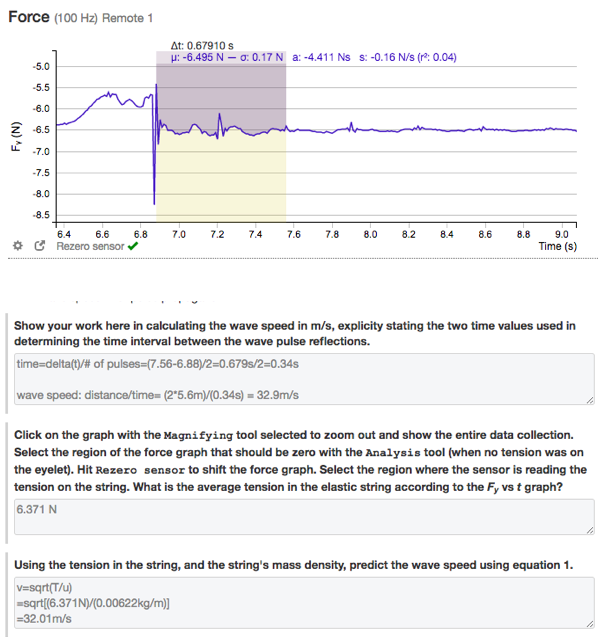 Force (100 Hz) Remote 1
Δt: 0.67910 s
μ: -6.495 N — σ: 0.17 N a: -4.411 Ns s: -0.16 N/s (r²: 0.04)
-5.0
-5.5
-6.0
-6.5
-7.0
-7.5
-8.0
-8.5
Fy (N)
6.4 6.6 6.8 7.0 7.2 7.4 7.6 7.8 8.0 8.2 8.4 8.6 8.8 9.0
Rezero sensor
Time (s)
Show your work here in calculating the wave speed in m/s, explicity stating the two time values used in
determining the time interval between the wave pulse reflections.
time=delta(t)/# of pulses=(7.56-6.88)/2=0.679s/2=0.34s
wave speed: distance/time= (2*5.6m)/(0.34s) = 32.9m/s
Click on the graph with the Magnifying tool selected to zoom out and show the entire data collection.
Select the region of the force graph that should be zero with the Analysis tool (when no tension was on
the eyelet). Hit Rezero sensor to shift the force graph. Select the region where the sensor is reading the
tension on the string. What is the average tension in the elastic string according to the Fy vs t graph?
6.371 N
Using the tension in the string, and the string's mass density, predict the wave speed using equation 1.
v=sqrt(T/u)
=sqrt[(6.371N)/(0.00622kg/m)]
=32.01m/s